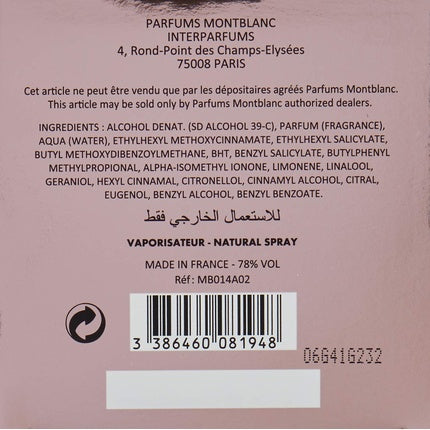 PARFUMS MONTBLANC
INTERPARFUMS
4, Rond-Point des Champs-Elysées
75008 PARIS
Cet article ne peut être vendu que par les dépositaires agréés Parfums Montblanc.
This article may be sold only by Parfums Montblanc authorized dealers.
INGREDIENTS : ALCOHOL DENAT. (SD ALCOHOL 39-C), PARFUM (FRAGRANCE),
AQUA (WATER), ETHYLHEXYL METHOXYCINNAMATE, ETHYLHEXYL SALICYLATE,
BUTYL METHOXYDIBENZOYLMETHANE, BHT, BENZYL SALICYLATE, BUTYLPHENYL
METHYLPROPIONAL, ALPHA-ISOMETHYL IONONE, LIMONENE, LINALOOL,
GERANIOL, HEXYL CINNAMAL, CITRONELLOL, CINNAMYL ALCOHOL, CITRAL,
EUGENOL, BENZYL ALCOHOL, BENZYL BENZOATE.
للاستعمال الخارجي فقط
VAPORISATEUR - NATURAL SPRAY
MADE IN FRANCE - 78% VOL
Réf : MB014A02
3 386460 081948
06G41G232